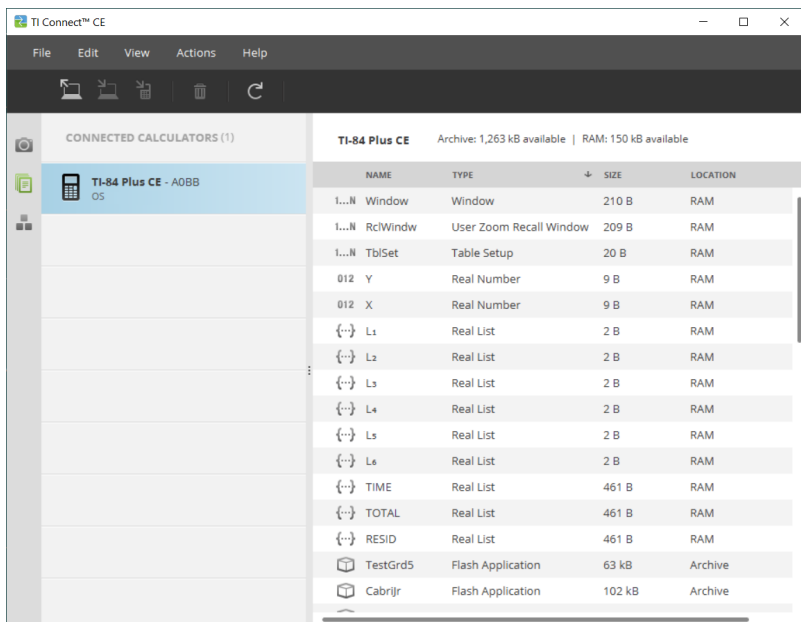 TI Connect™ CE
File Edit View Actions Help
CONNECTED CALCULATORS (1)
TI-84 Plus CE - A0BB
OS
TI-84 Plus CE Archive: 1,263 kB available | RAM: 150 kB available
NAME TYPE SIZE LOCATION
1...N Window Window 210 B RAM
1...N RclWindw User Zoom Recall Window 209 B RAM
1...N TblSet Table Setup 20 B RAM
012 Y Real Number 9 B RAM
012 X Real Number 9 B RAM
{...} L₁ Real List 2 B RAM
{...} L₂ Real List 2 B RAM
{...} L₃ Real List 2 B RAM
{...} L₄ Real List 2 B RAM
{...} L₅ Real List 2 B RAM
{...} L₆ Real List 2 B RAM
{...} TIME Real List 461 B RAM
{...} TOTAL Real List 461 B RAM
{...} RESID Real List 461 B RAM
TestGrd5 Flash Application 63 kB Archive
CabriJr Flash Application 102 kB Archive